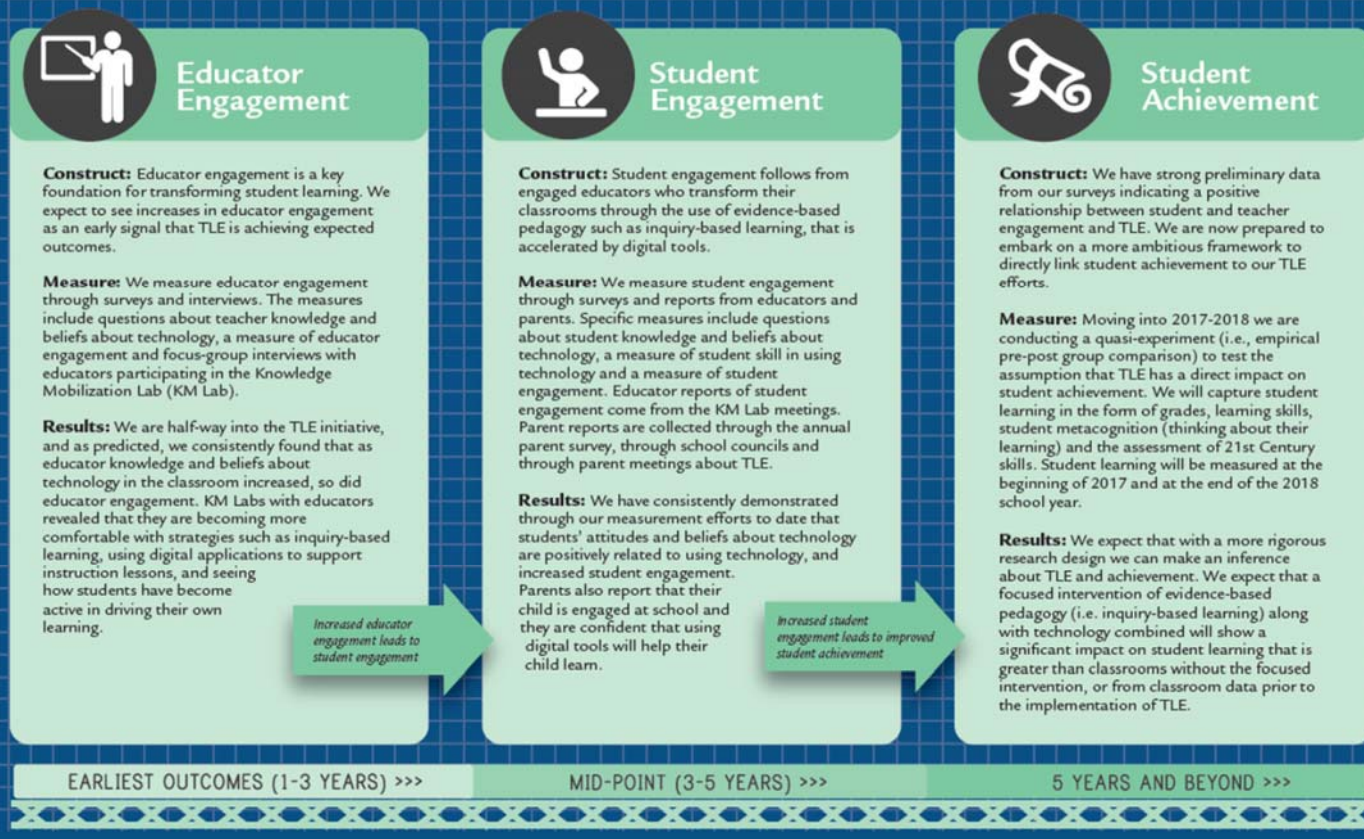 Educator
Engagement
Construct: Educator engagement is a key
foundation for transforming student learning. We
expect to see increases in educator engagement
as an early signal that TLE is achieving expected
outcomes.
Measure: We measure educator engagement
through surveys and interviews. The measures
include questions about teacher knowledge and
beliefs about technology, a measure of educator
engagement and focus-group interviews with
educators participating in the Knowledge
Mobilization Lab (KM Lab).
Results: We are half-way into the TLE initiative,
and as predicted, we consistently found that as
educator knowledge and beliefs about
technology in the classroom increased, so did
educator engagement. KM Labs with educators
revealed that they are becoming more
comfortable with strategies such as inquiry-based
learning, using digital applications to support
instruction lessons, and seeing
how students have become
active in driving their own
learning.
Increased educator
engagement leads to
student engagement
Student
Engagement
Construct: Student engagement follows from
engaged educators who transform their
classrooms through the use of evidence-based
pedagogy such as inquiry-based learning, that is
accelerated by digital tools.
Measure: We measure student engagement
through surveys and reports from educators and
parents. Specific measures include questions
about student knowledge and beliefs about
technology, a measure of student skill in using
technology and a measure of student
engagement. Educator reports of student
engagement come from the KM Lab meetings.
Parent reports are collected through the annual
parent survey, through school councils and
through parent meetings about TLE.
Results: We have consistently demonstrated
through our measurement efforts to date that
students' attitudes and beliefs about technology
are positively related to using technology, and
increased student engagement.
Parents also report that their
child is engaged at school and
they are confident that using
digital tools will help their
child learn.
Increased student
engagement leads to improved
student achievement
Student
Achievement
Construct: We have strong preliminary data
from our surveys indicating a positive
relationship between student and teacher
engagement and TLE. We are now prepared to
embark on a more ambitious framework to
directly link student achievement to our TLE
efforts.
Measure: Moving into 2017-2018 we are
conducting a quasi-experiment (i.e., empirical
pre-post group comparison) to test the
assumption that TLE has a direct impact on
student achievement. We will capture student
learning in the form of grades, learning skills,
student metacognition (thinking about their
learning) and the assessment of 21st Century
skills. Student learning will be measured at the
beginning of 2017 and at the end of the 2018
school year.
Results: We expect that with a more rigorous
research design we can make an inference
about TLE and achievement. We expect that a
focused intervention of evidence-based
pedagogy (i.e. inquiry-based learning) along
with technology combined will show a
significant impact on student learning that is
greater than classrooms without the focused
intervention, or from classroom data prior to
the implementation of TLE.
EARLIEST OUTCOMES (1-3 YEARS) >>>
MID-POINT (3-5 YEARS) >>>
5 YEARS AND BEYOND >>>